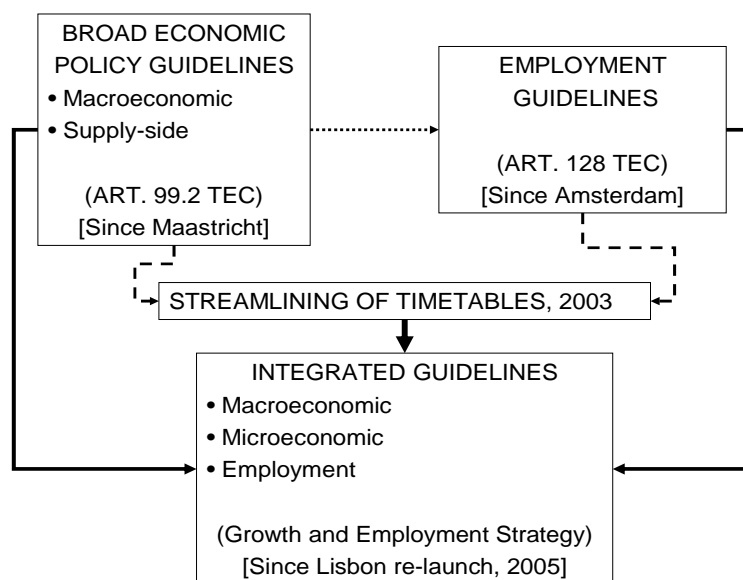 BROAD ECONOMIC
POLICY GUIDELINES
• Macroeconomic
• Supply-side
(ART. 99.2 TEC)
[Since Maastricht]
EMPLOYMENT
GUIDELINES
(ART. 128 TEC)
[Since Amsterdam]
STREAMLINING OF TIMETABLES, 2003
INTEGRATED GUIDELINES
• Macroeconomic
• Microeconomic
• Employment
(Growth and Employment Strategy)
[Since Lisbon re-launch, 2005]